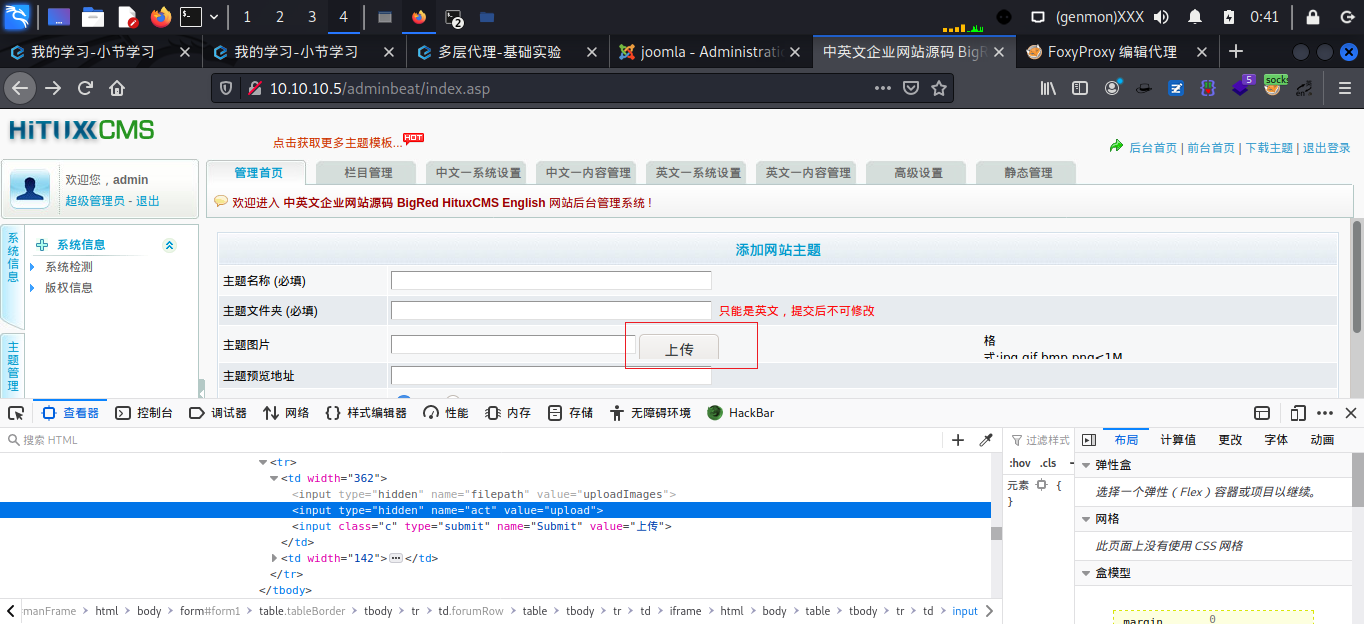 1 2 3 4 2 (genmon)XXX 0:41
我的学习-小节学习 我的学习-小节学习 多层代理-基础实验 joomla - Administrati 中英文企业网站源码 BigR FoxyProxy 编辑代理
10.10.10.5/adminbeat/index.asp 5 socks en
HiTUXCMS
点击获取更多主题模板... HOT
后台首页 | 前台首页 | 下载主题 | 退出登录
欢迎您，admin
超级管理员 - 退出
管理首页 栏目管理 中文一系统设置 中文一内容管理 英文一系统设置 英文一内容管理 高级设置 静态管理
欢迎进入 中英文企业网站源码 BigRed HituxCMS English 网站后台管理系统！
系统信息
主题管理
系统信息
系统检测
版权信息
添加网站主题
主题名称 (必填)
主题文件夹 (必填) 只能是英文，提交后不可修改
主题图片 上传 格
式:jpg,gif,bmp,png<1M
主题预览地址
查看器 控制台 调试器 网络 样式编辑器 性能 内存 存储 无障碍环境 HackBar
搜索 HTML
<tr>
<td width="362">
<input type="hidden" name="filepath" value="uploadImages">
<input type="hidden" name="act" value="upload">
<input class="c" type="submit" name="Submit" value="上传">
</td>
<td width="142"> </td>
</tr>
</tbody>
manFrame html body form#form1 table.tableBorder tbody tr td.forumRow table tbody tr td iframe html body table tbody tr td input
过滤样式
:hov .cls
元素 {
}
布局 计算值 更改 字体 动画
弹性盒
选择一个弹性（Flex）容器或项目以继续。
网格
此页面上没有使用 CSS 网格
盒模型
margin 0